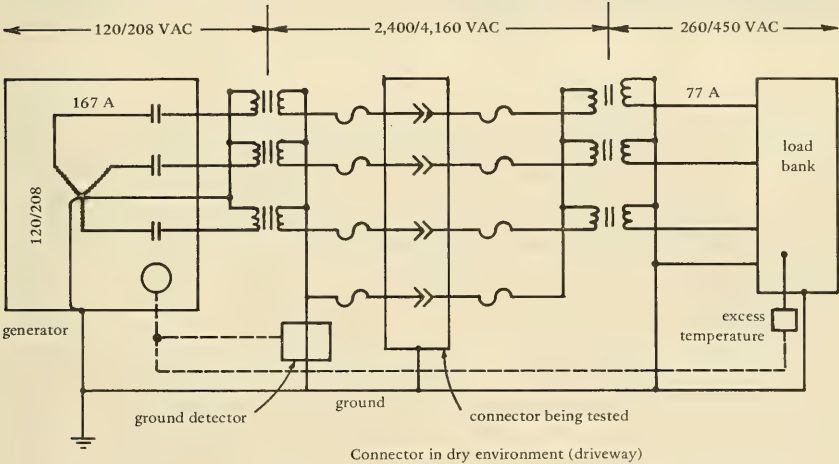 120/208 VAC
2,400/4,160 VAC
260/450 VAC
167 A
77 A
load
bank
120/208
generator
excess
temperature
ground detector
ground
connector being tested
Connector in dry environment (driveway)